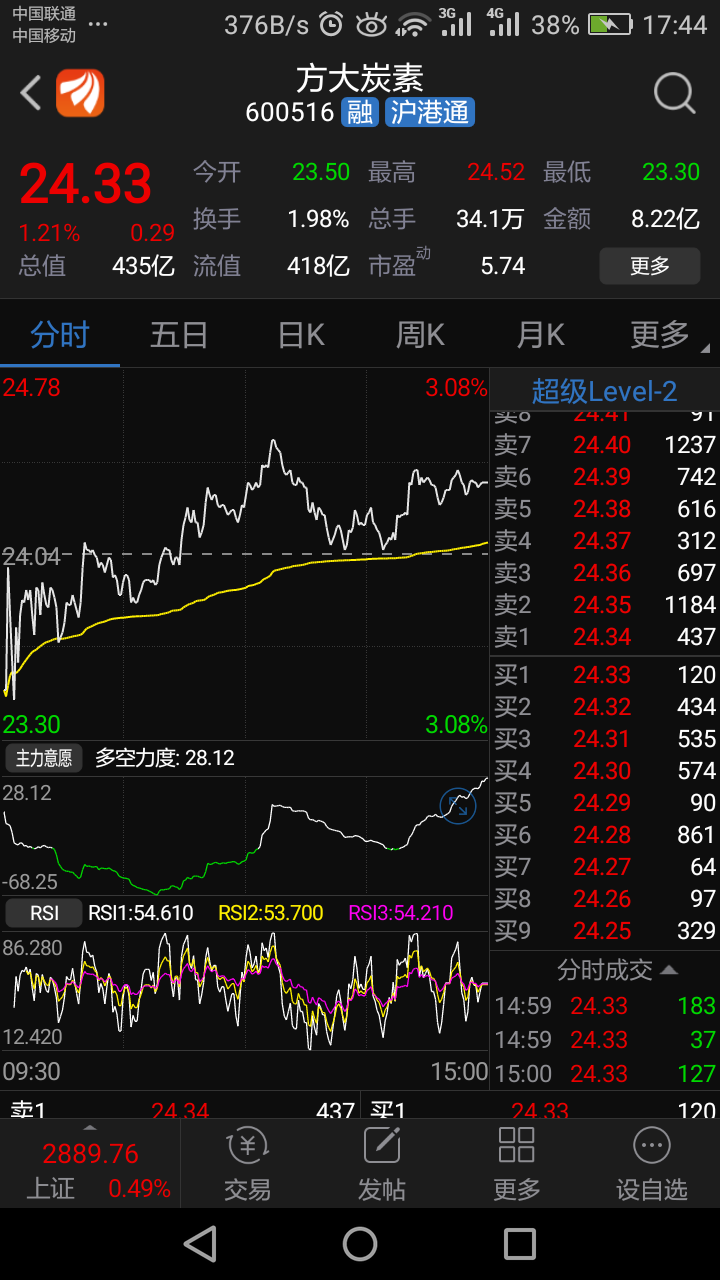 中国联通
中国移动 ... 376B/s 3G 4G 38% 17:44
方大炭素
600516 融 沪港通
24.33 今开 23.50 最高 24.52 最低 23.30
1.21% 0.29 换手 1.98% 总手 34.1万 金额 8.22亿
总值 435亿 流值 418亿 市盈动 5.74 更多
分时 五日 日K 周K 月K 更多
24.78 3.08%
24.04
23.30 3.08%
主力意愿 多空力度: 28.12
28.12
-68.25
RSI RSI1:54.610 RSI2:53.700 RSI3:54.210
86.280
12.420
09:30 15:00
超级Level-2
卖8 24.41 91
卖7 24.40 1237
卖6 24.39 742
卖5 24.38 616
卖4 24.37 312
卖3 24.36 697
卖2 24.35 1184
卖1 24.34 437
买1 24.33 120
买2 24.32 434
买3 24.31 535
买4 24.30 574
买5 24.29 90
买6 24.28 861
买7 24.27 64
买8 24.26 97
买9 24.25 329
分时成交
14:59 24.33 183
14:59 24.33 37
15:00 24.33 127
卖1 24.34 437 买1 24.33 120
2889.76
上证 0.49% 交易 发帖 更多 设自选